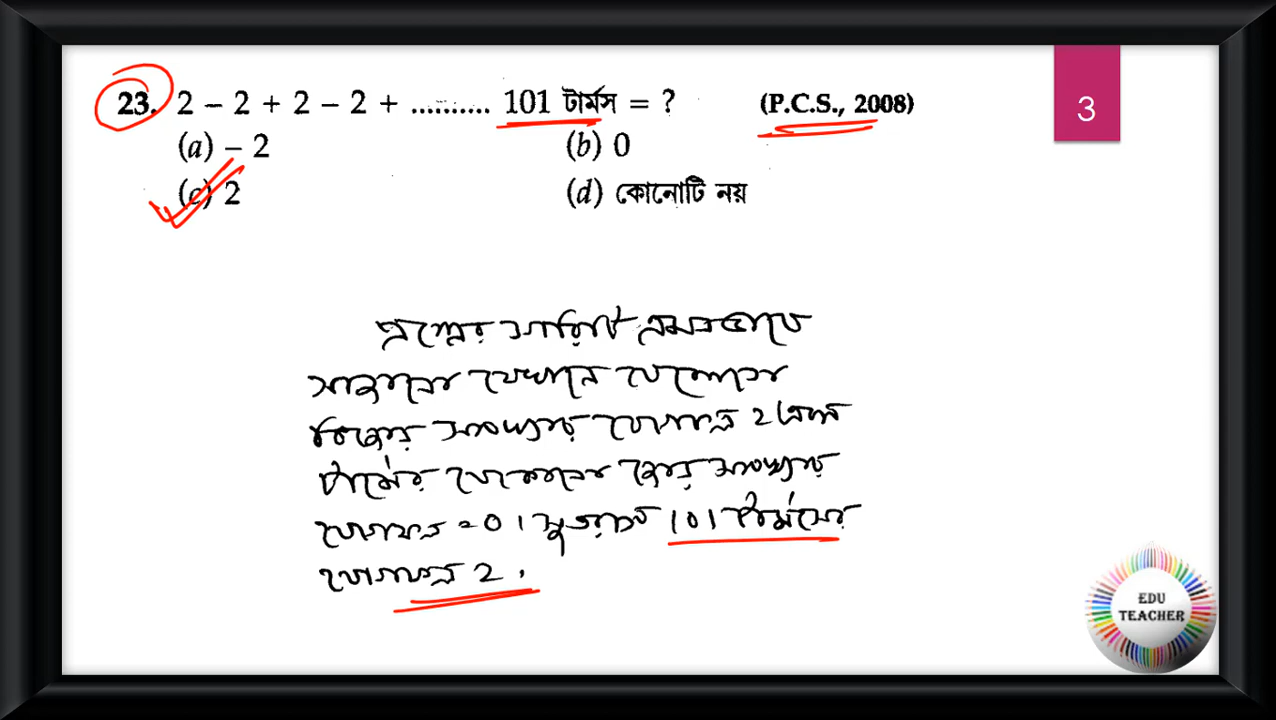 23. 2 – 2 + 2 – 2 + .......... 101 টার্মস = ? (P.C.S., 2008)
3
(a) – 2 (b) 0
(c) 2 (d) কোনোটি নয়
প্রশ্নের সারিটি এমনভাবে
সাজানো যেখানে যেকোনো
বিজোড় সংখ্যার যোগফল 2 এবং
টার্মের যেকোনো জোড় সংখ্যার
যোগফল = 0। সুতরাং 101 টার্মসের
যোগফল 2.
EDU
TEACHER